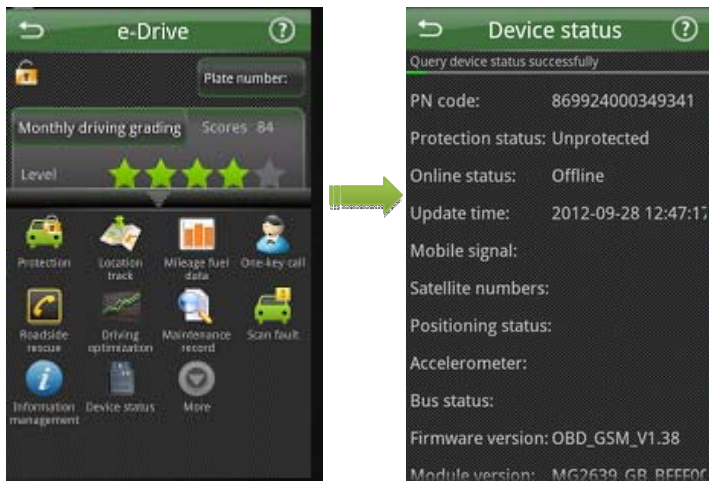 e-Drive
?
Plate number:
Monthly driving grading
Scores 84
Level
Protection
Location
track
Mileage fuel
data
One-key call
Roadside
rescue
Driving
optimization
Maintenance
record
Scan fault
Information
management
Device status
More
Device status
?
Query device status successfully
PN code: 869924000349341
Protection status: Unprotected
Online status: Offline
Update time: 2012-09-28 12:47:17
Mobile signal:
Satellite numbers:
Positioning status:
Accelerometer:
Bus status:
Firmware version: OBD_GSM_V1.38
Module version: MG2639_GB_BFFF00